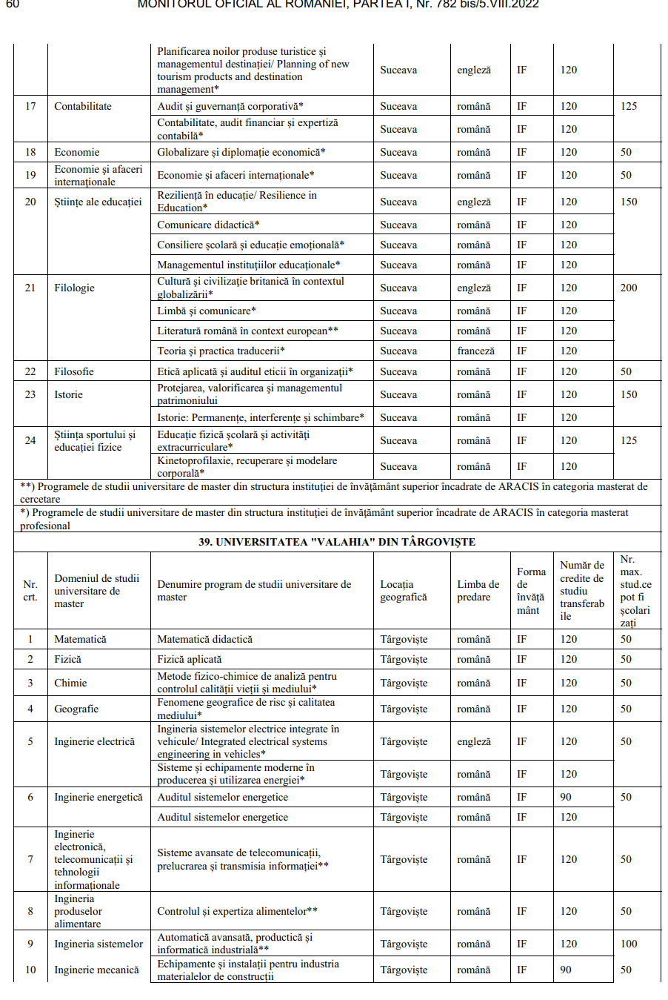 60 MONITORUL OFICIAL AL ROMÂNIEI, PARTEA I, Nr. 782 bis/5.VIII.2022
Planificarea noilor produse turistice și
managementul destinației/ Planning of new
tourism products and destination
management*
Suceava engleză IF 120
17 Contabilitate Audit și guvernanță corporativă* Suceava română IF 120 125
Contabilitate, audit financiar și expertiză
contabilă*
Suceava română IF 120
18 Economie Globalizare și diplomație economică* Suceava română IF 120 50
19 Economie şi afaceri
internaţionale
Economie și afaceri internaționale* Suceava română IF 120 50
20 Științe ale educației Reziliență în educație/ Resilience in
Education*
Suceava engleză IF 120 150
Comunicare didactică* Suceava română IF 120
Consiliere școlară și educație emoțională* Suceava română IF 120
Managementul instituţiilor educaţionale* Suceava română IF 120
21 Filologie Cultură şi civilizaţie britanică în contextul
globalizării*
Suceava engleză IF 120 200
Limbă şi comunicare* Suceava română IF 120
Literatură română în context european** Suceava română IF 120
Teoria și practica traducerii* Suceava franceză IF 120
22 Filosofie Etică aplicată și auditul eticii în organizaţii* Suceava română IF 120 50
23 Istorie Protejarea, valorificarea şi managementul
patrimoniului
Suceava română IF 120 150
Istorie: Permanențe, interferențe și schimbare* Suceava română IF 120
24 Știința sportului și
educației fizice
Educaţie fizică şcolară şi activităţi
extracurriculare*
Suceava română IF 120 125
Kinetoprofilaxie, recuperare și modelare
corporală*
Suceava română IF 120
**) Programele de studii universitare de master din structura instituţiei de învăţământ superior încadrate de ARACIS în categoria masterat de
cercetare
*) Programele de studii universitare de master din structura instituţiei de învăţământ superior încadrate de ARACIS în categoria masterat
profesional
39. UNIVERSITATEA "VALAHIA" DIN TÂRGOVIȘTE
Nr.
crt.
Domeniul de studii
universitare de
master
Denumire program de studii universitare de
master
Locația
geografică
Limba de
predare
Forma
de
învăță
mânt
Număr de
credite de
studiu
transferab
ile
Nr.
max.
stud.ce
pot fi
școlari
zați
1 Matematică Matematică didactică Târgoviște română IF 120 50
2 Fizică Fizică aplicată Târgoviște română IF 120 50
3 Chimie Metode fizico-chimice de analiză pentru
controlul calității vieții și mediului*
Târgoviște română IF 120 50
4 Geografie Fenomene geografice de risc și calitatea
mediului*
Târgoviște română IF 120 50
5 Inginerie electrică Ingineria sistemelor electrice integrate în
vehicule/ Integrated electrical systems
engineering in vehicles*
Târgoviște engleză IF 120 50
Sisteme și echipamente moderne în
producerea și utilizarea energiei*
Târgoviște română IF 120
6 Inginerie energetică Auditul sistemelor energetice Târgoviște română IF 90 50
Auditul sistemelor energetice Târgoviște română IF 120
7 Inginerie
electronică,
telecomunicații și
tehnologii
informaționale
Sisteme avansate de telecomunicații,
prelucrarea și transmisia informației**
Târgoviște română IF 120 50
8 Ingineria
produselor
alimentare
Controlul și expertiza alimentelor** Târgoviște română IF 120 50
9 Ingineria sistemelor Automatică avansată, productică și
informatică industrială**
Târgoviște română IF 120 100
10 Inginerie mecanică Echipamente și instalații pentru industria
materialelor de construcții
Târgoviște română IF 90 50